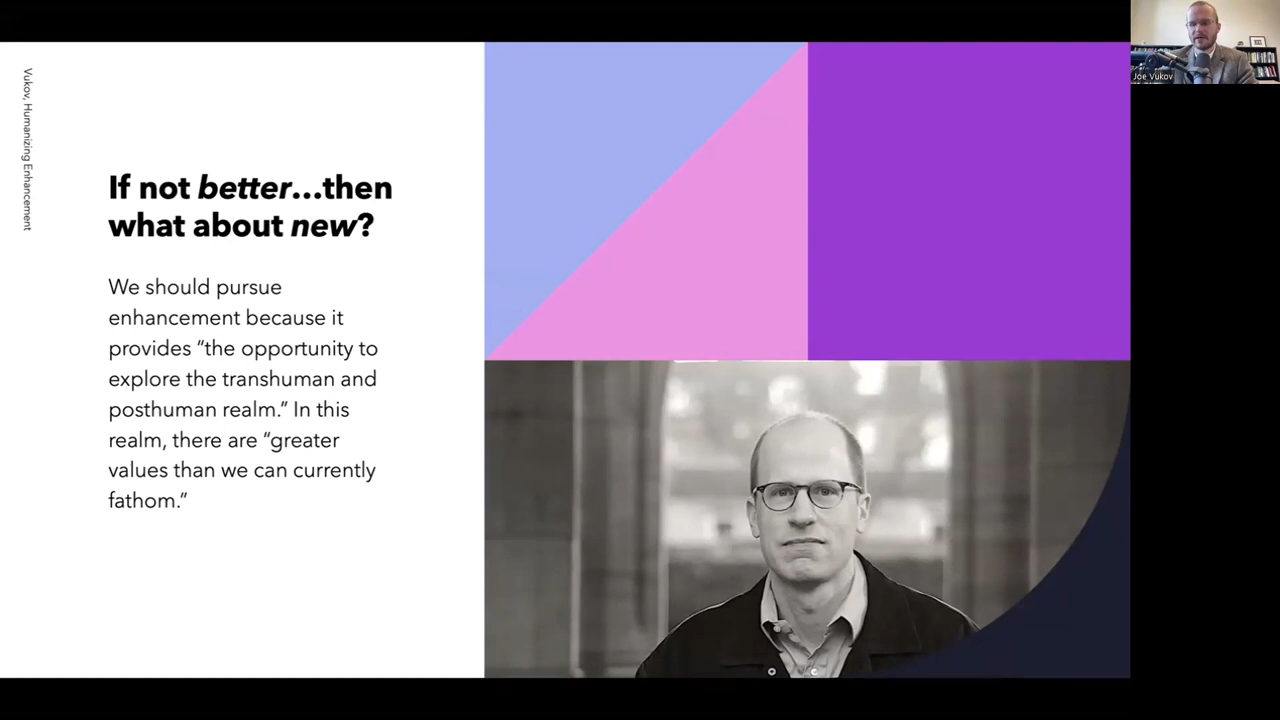 Vukov, Humanizing Enhancement
If not better...then
what about new?
We should pursue
enhancement because it
provides “the opportunity to
explore the transhuman and
posthuman realm.” In this
realm, there are “greater
values than we can currently
fathom.”
Joe Vukov